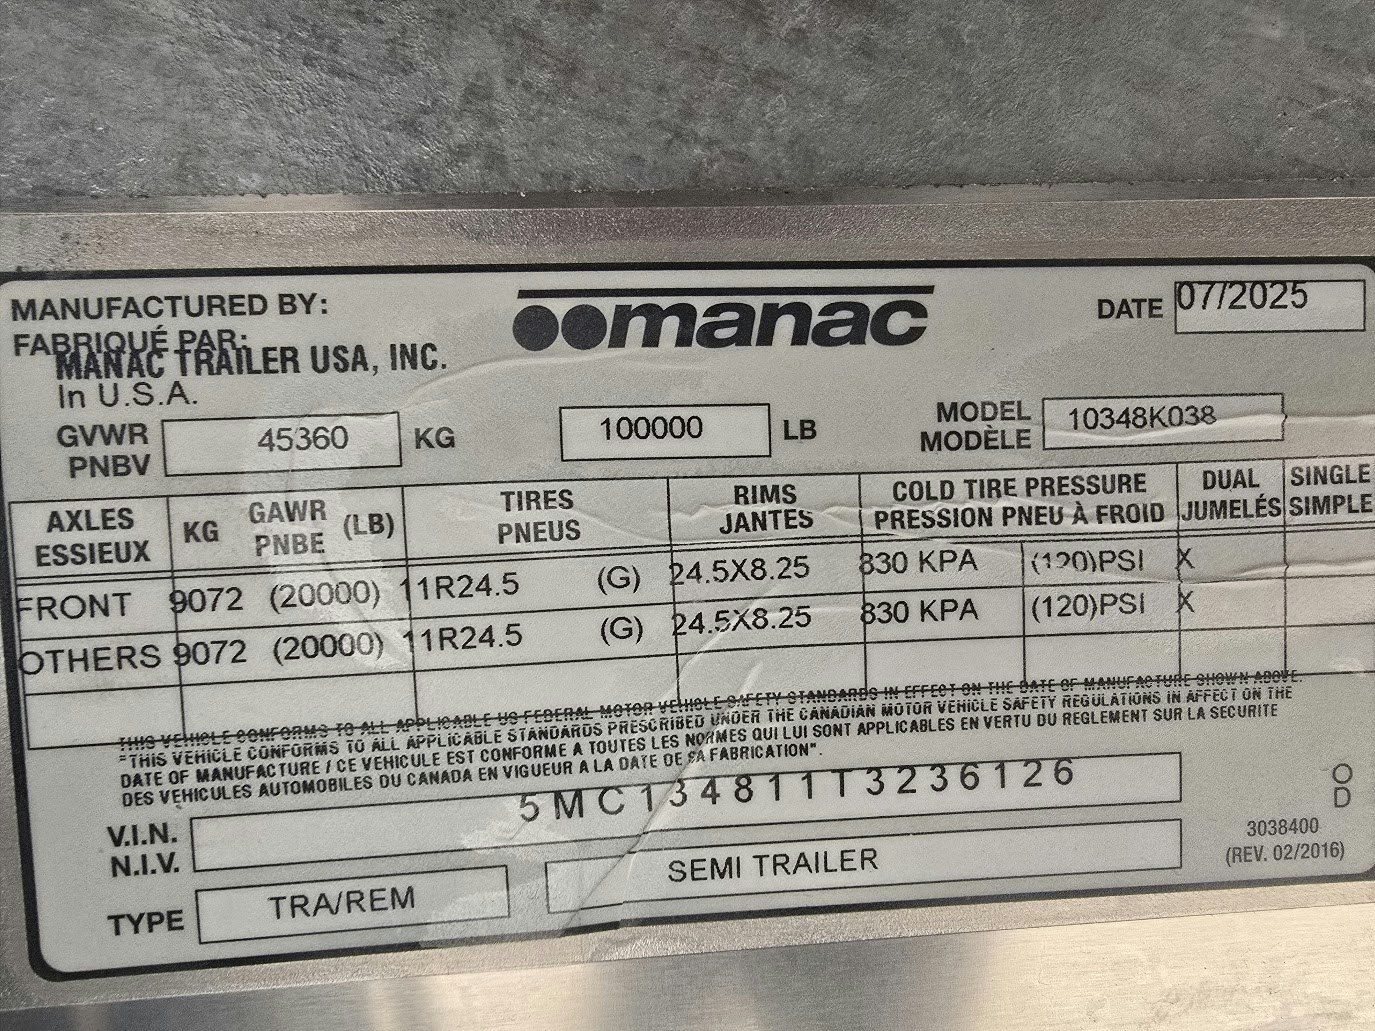 MANUFACTURED BY:
FABRIQUÉ PAR:
MANAC TRAILER USA, INC.
In U.S.A.
manac
DATE 07/2025
GVWR
PNBV
45360 KG 100000 LB
MODEL
MODÈLE
10348K038
AXLES
ESSIEUX
KG GAWR (LB)
PNBE
TIRES
PNEUS
RIMS
JANTES
COLD TIRE PRESSURE
PRESSION PNEU À FROID
DUAL
JUMELÉS
SINGLE
SIMPLE
FRONT 9072 (20000) 11R24.5 (G) 24.5X8.25 830 KPA (120)PSI X
OTHERS 9072 (20000) 11R24.5 (G) 24.5X8.25 830 KPA (120)PSI X
THIS VEHICLE CONFORMS TO ALL APPLICABLE US FEDERAL MOTOR VEHICLE SAFETY STANDARDS IN EFFECT ON THE DATE OF MANUFACTURE SHOWN ABOVE.
"THIS VEHICLE CONFORMS TO ALL APPLICABLE STANDARDS PRESCRIBED UNDER THE CANADIAN MOTOR VEHICLE SAFETY REGULATIONS IN AFFECT ON THE
DATE OF MANUFACTURE / CE VEHICULE EST CONFORME A TOUTES LES NORMES QUI LUI SONT APPLICABLES EN VERTU DU REGLEMENT SUR LA SECURITE
DES VEHICULES AUTOMOBILES DU CANADA EN VIGUEUR A LA DATE DE SA FABRICATION".
V.I.N.
N.I.V.
5MC134811T3236126
TYPE TRA/REM SEMI TRAILER
O
D
3038400
(REV. 02/2016)